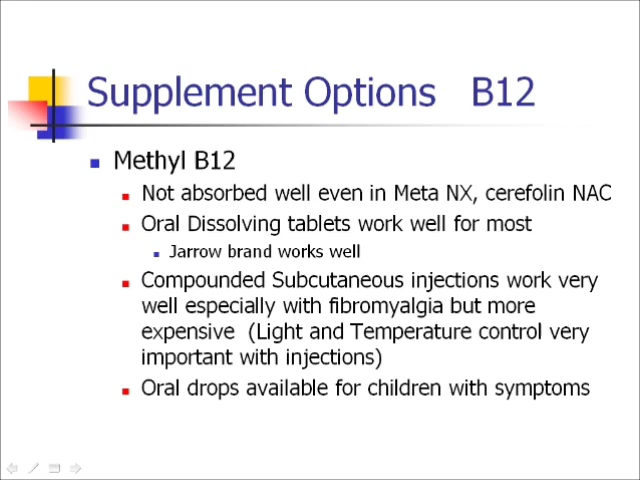 Supplement Options B12
Methyl B12
Not absorbed well even in Meta NX, cerefolin NAC
Oral Dissolving tablets work well for most
Jarrow brand works well
Compounded Subcutaneous injections work very
well especially with fibromyalgia but more
expensive (Light and Temperature control very
important with injections)
Oral drops available for children with symptoms